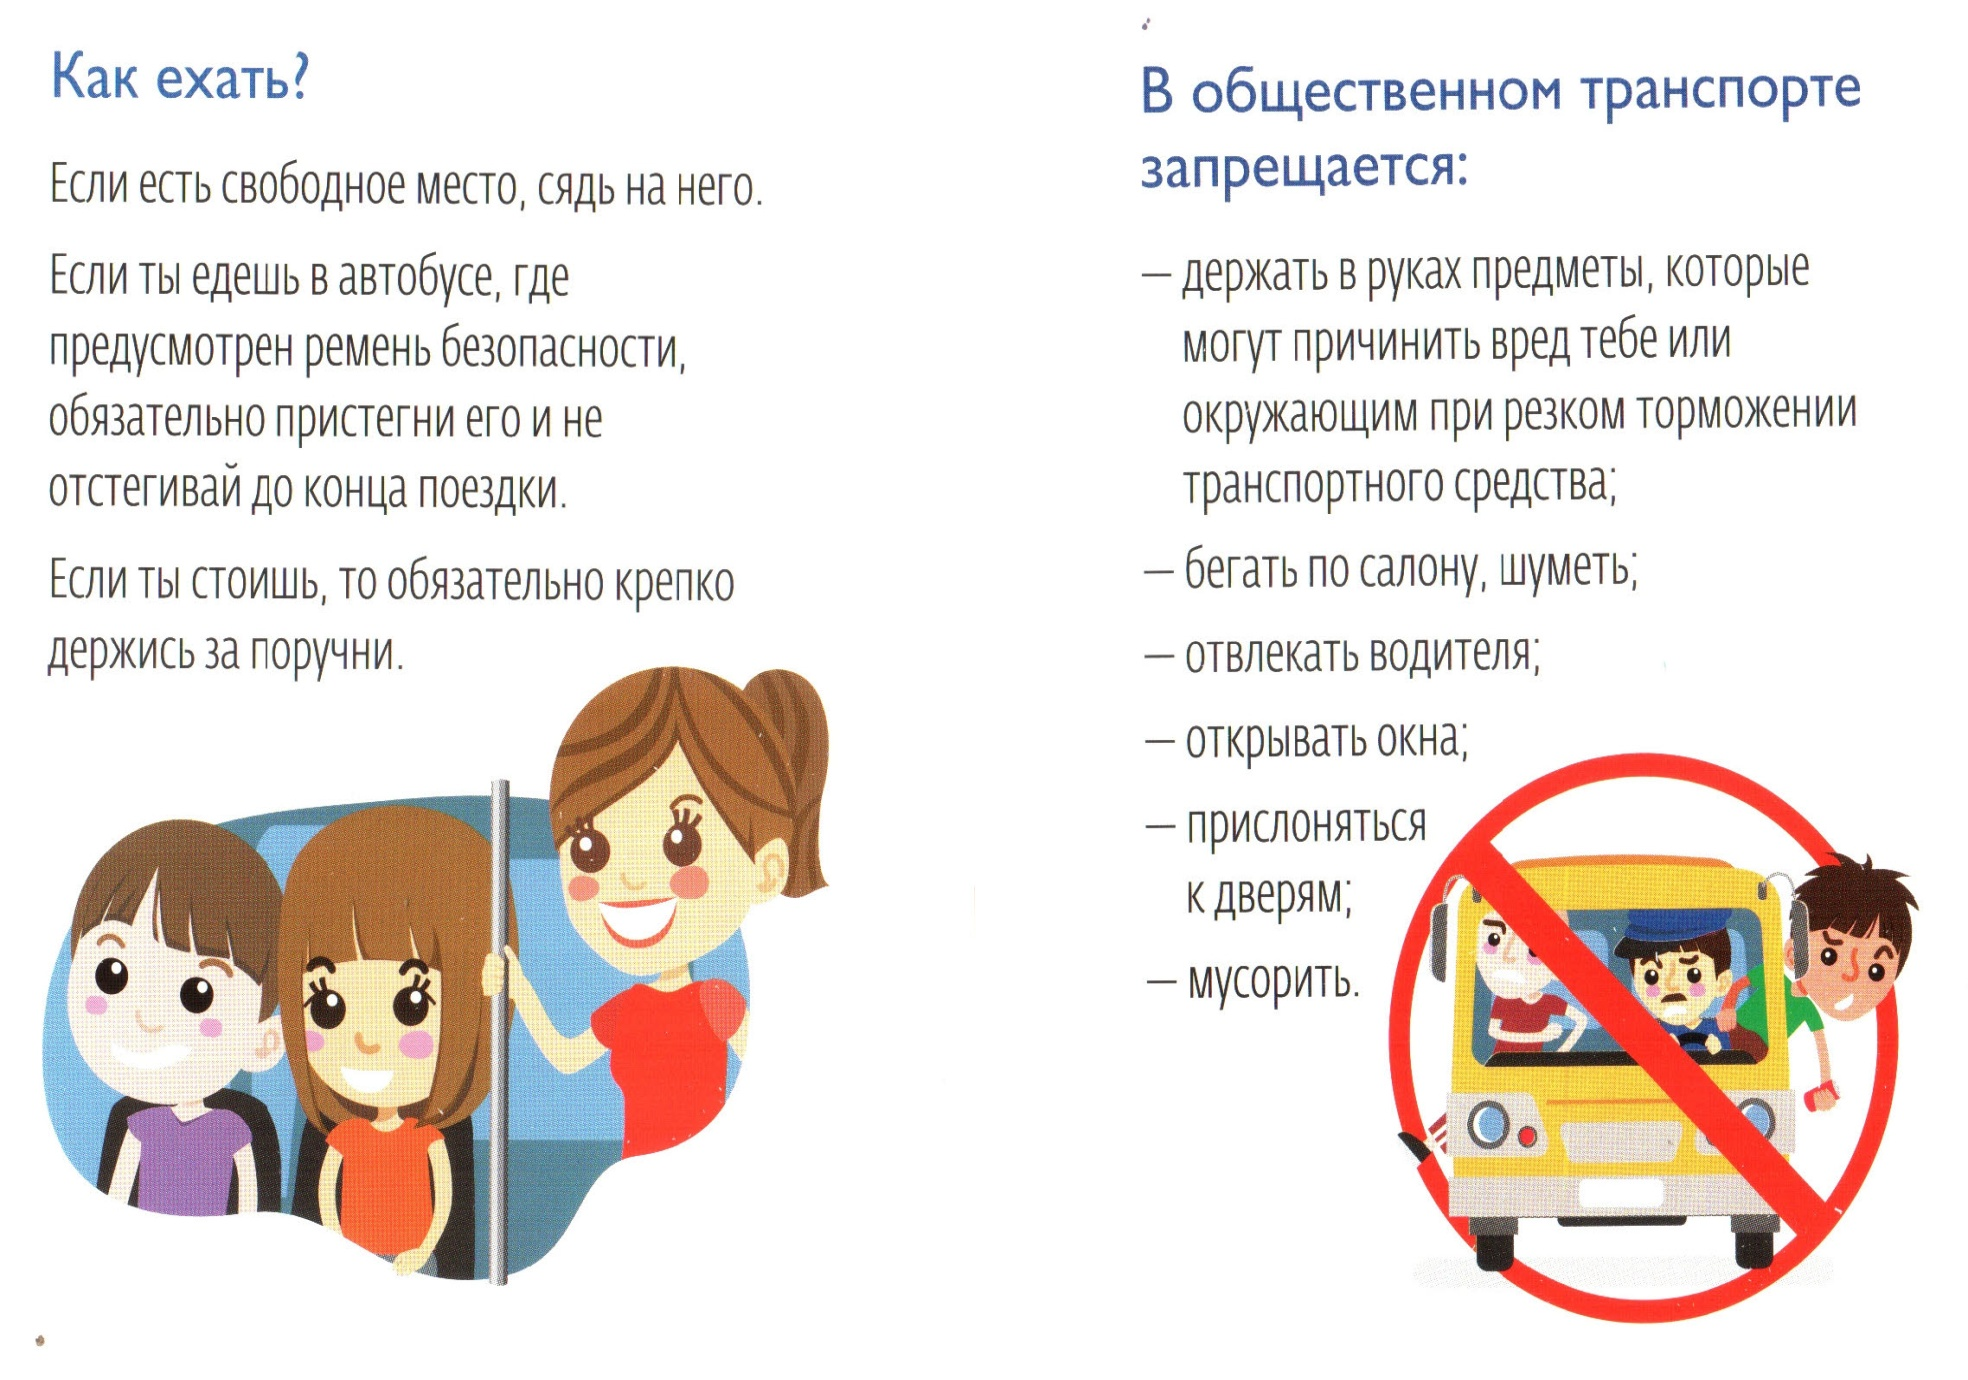 Как ехать?
Если есть свободное место, сядь на него.
Если ты едешь в автобусе, где
предусмотрен ремень безопасности,
обязательно пристегни его и не
отстегивай до конца поездки.
Если ты стоишь, то обязательно крепко
держись за поручни.
В общественном транспорте
запрещается:
— держать в руках предметы, которые
могут причинить вред тебе или
окружающим при резком торможении
транспортного средства;
— бегать по салону, шуметь;
— отвлекать водителя;
— открывать окна;
— прислоняться
к дверям;
— мусорить.